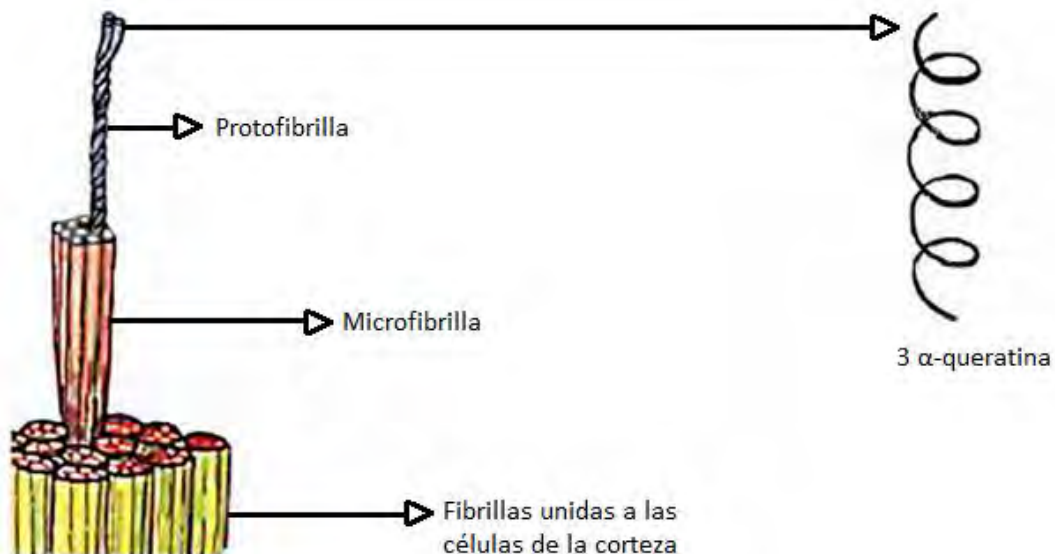 Protofibrilla
Microfibrilla
3 α-queratina
Fibrillas unidas a las
células de la corteza